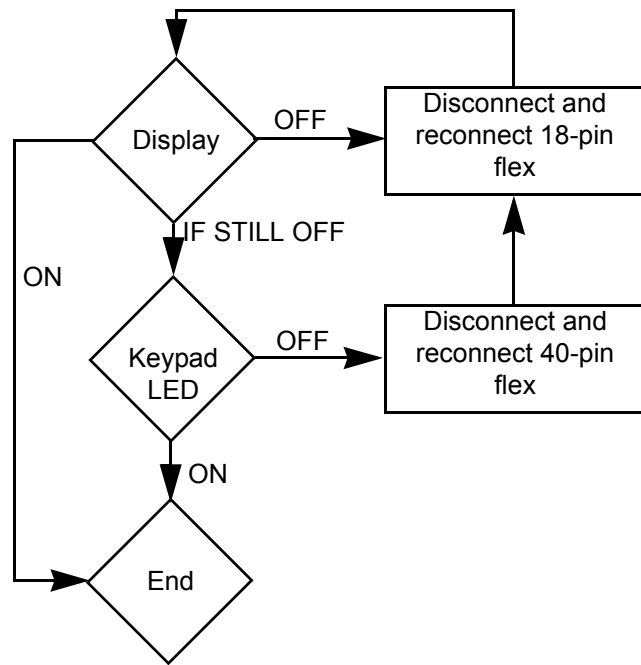 Display
OFF
Disconnect and
reconnect 18-pin
flex
IF STILL OFF
ON
Keypad
LED
OFF
Disconnect and
reconnect 40-pin
flex
ON
End